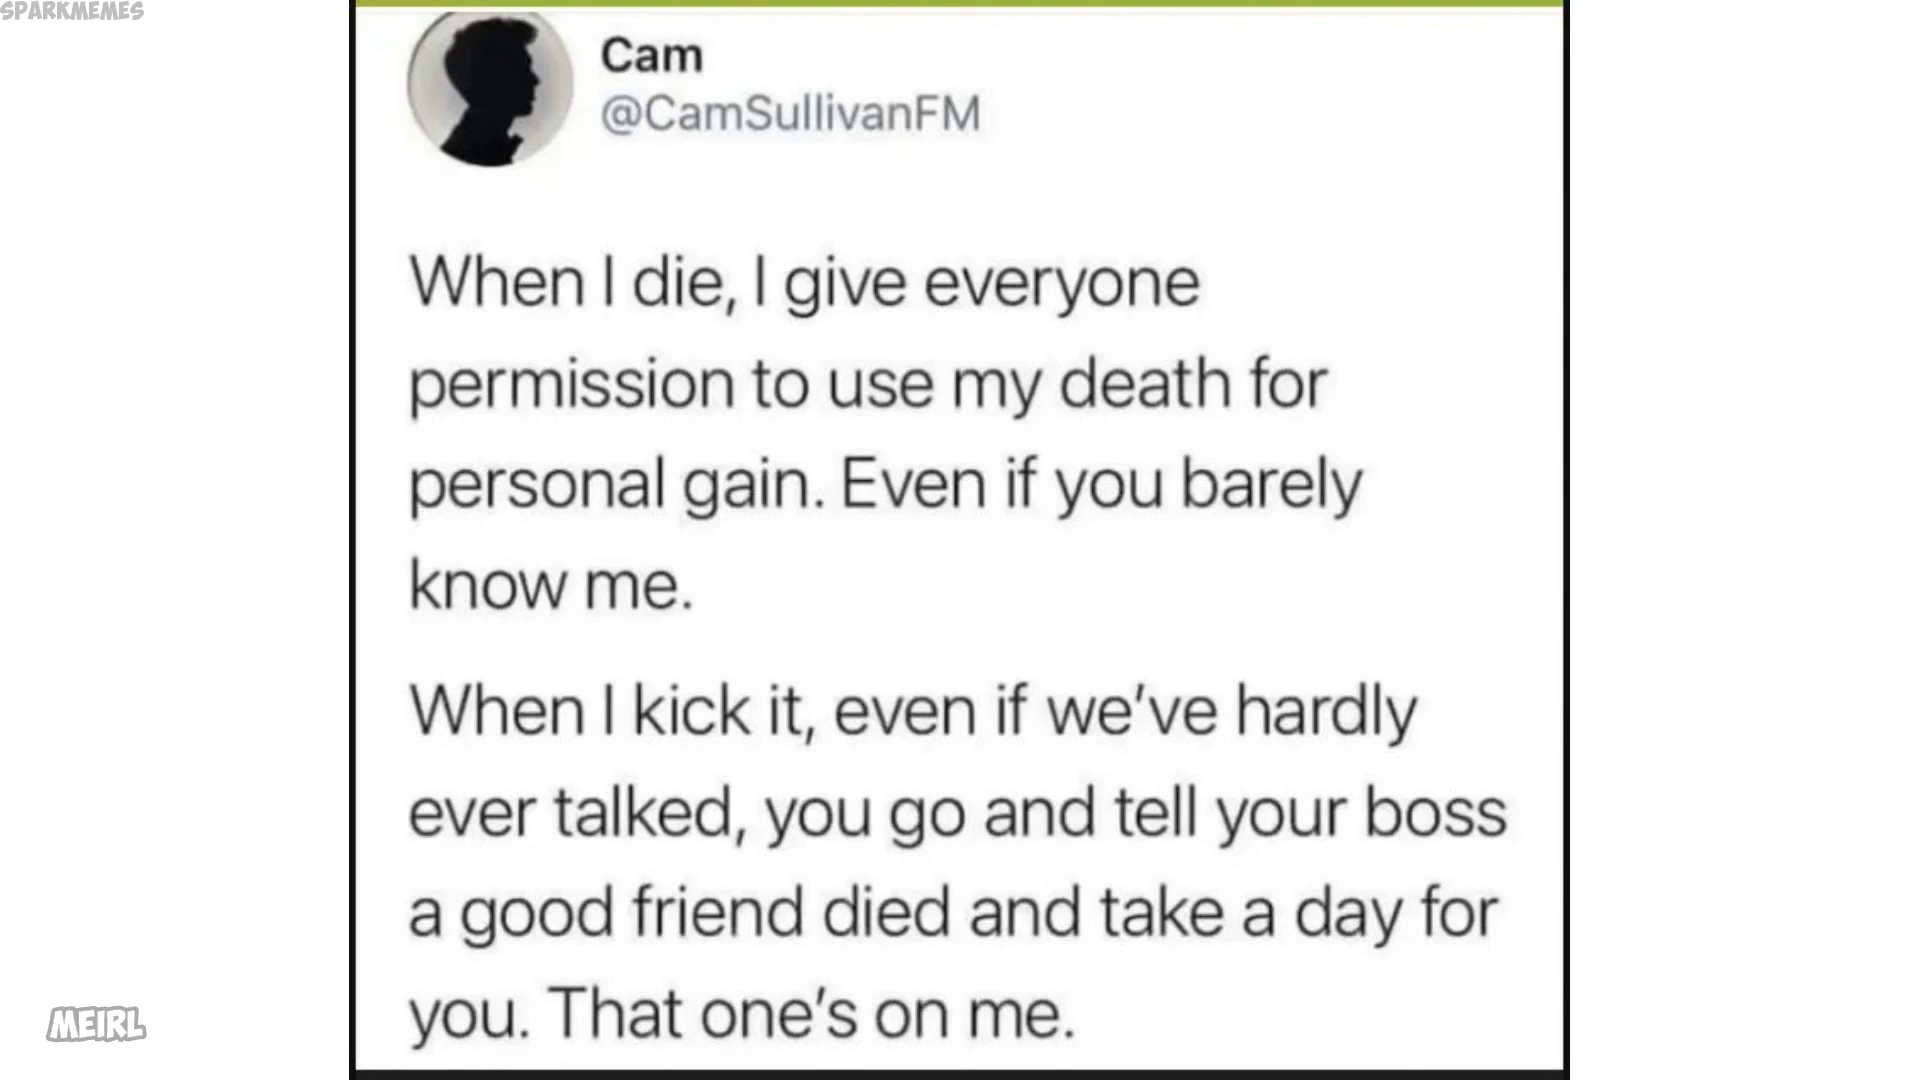 SPARKMEMES
Cam
@CamSullivanFM
When I die, I give everyone
permission to use my death for
personal gain. Even if you barely
know me.
When I kick it, even if we've hardly
ever talked, you go and tell your boss
a good friend died and take a day for
you. That one's on me.
MEIRL